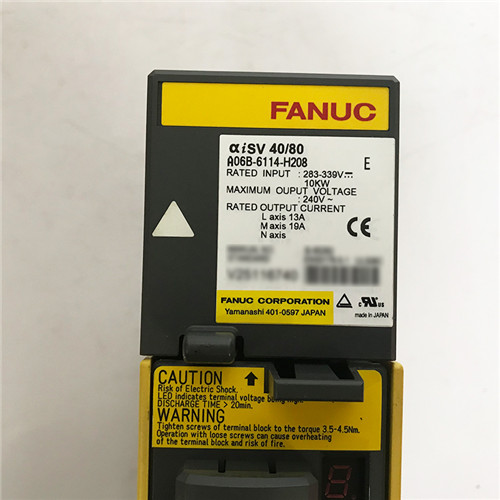 FANUC
αiSV 40/80
A06B-6114-H208 E
RATED INPUT : 283-339V
10KW
MAXIMUM OUPUT VOLTAGE
: 240V ~
RATED OUTPUT CURRENT
L axis 13A
M axis 19A
N axis
CE
FANUC CORPORATION
Yamanashi 401-0597 JAPAN
c UL US
made in JAPAN
CAUTION
Risk of Electric Shock.
LED indicates terminal voltage being
DISCHARGE TIME > 20min.
WARNING
Tighten screws of terminal block to the torque 3.5-4.5Nm.
Operation with loose screws can cause overheating
of the terminal block and risk of fire.